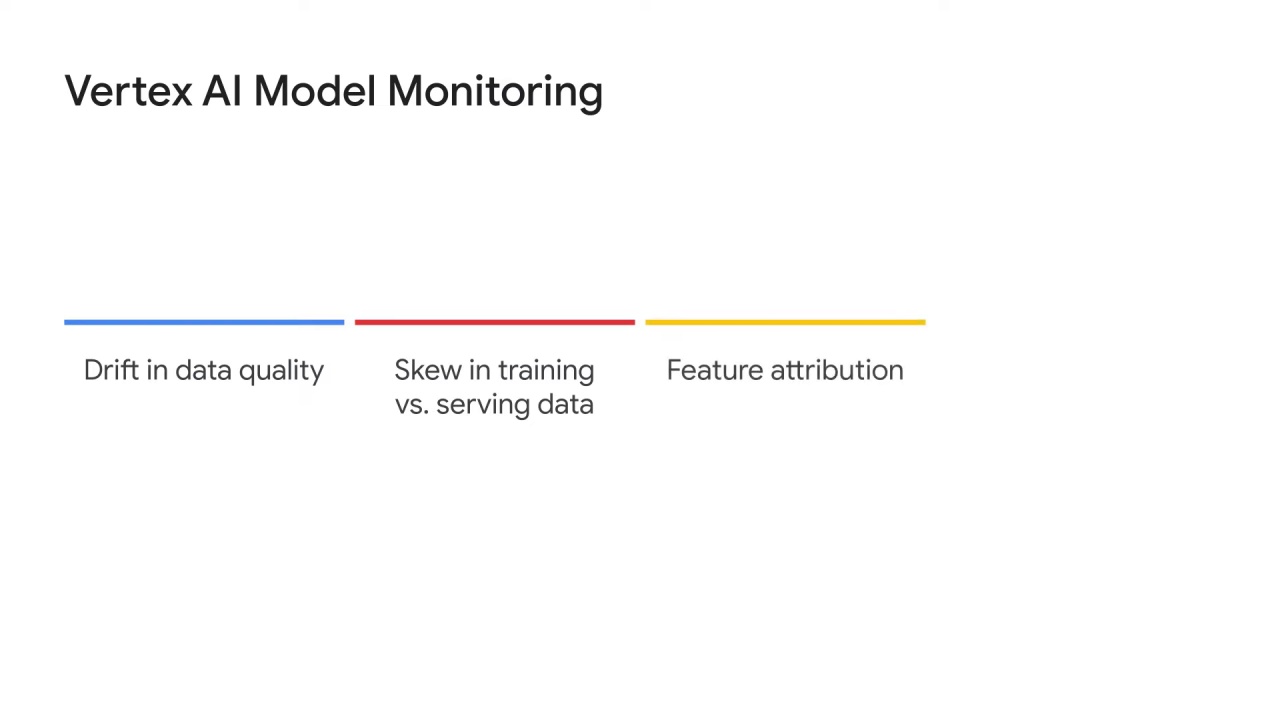 Vertex AI Model Monitoring
Drift in data quality
Skew in training
vs. serving data
Feature attribution